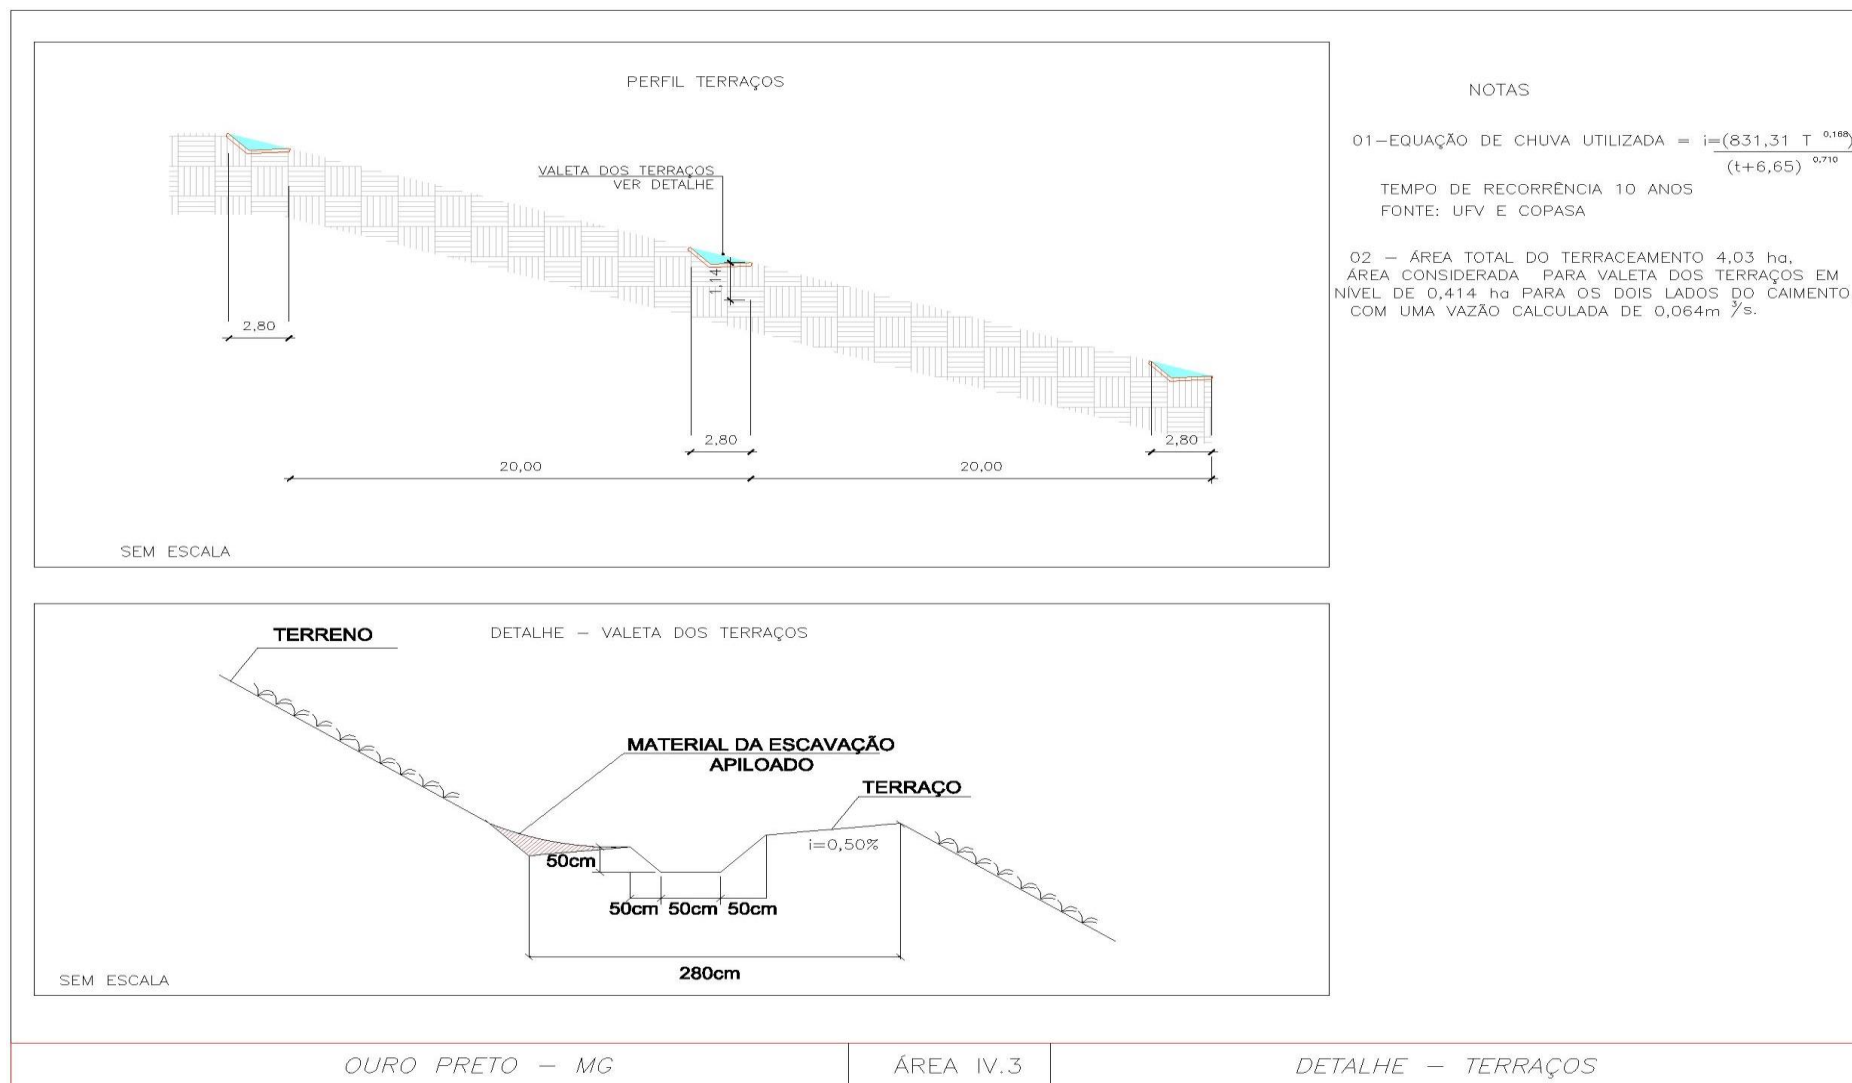 PERFIL TERRAÇOS
VALETA DOS TERRAÇOS
VER DETALHE
1,14
2,80
2,80
2,80
20,00
20,00
SEM ESCALA
NOTAS
01-EQUAÇÃO DE CHUVA UTILIZADA = i=(831,31 T 0,168)
(t+6,65) 0,710
TEMPO DE RECORRÊNCIA 10 ANOS
FONTE: UFV E COPASA
02 - ÁREA TOTAL DO TERRACEAMENTO 4,03 ha,
ÁREA CONSIDERADA PARA VALETA DOS TERRAÇOS EM
NÍVEL DE 0,414 ha PARA OS DOIS LADOS DO CAIMENTO
COM UMA VAZÃO CALCULADA DE 0,064m ³/s.
DETALHE - VALETA DOS TERRAÇOS
TERRENO
MATERIAL DA ESCAVAÇÃO
APILOADO
TERRAÇO
i=0,50%
50cm
50cm 50cm 50cm
280cm
SEM ESCALA
OURO PRETO - MG
ÁREA IV.3
DETALHE - TERRAÇOS